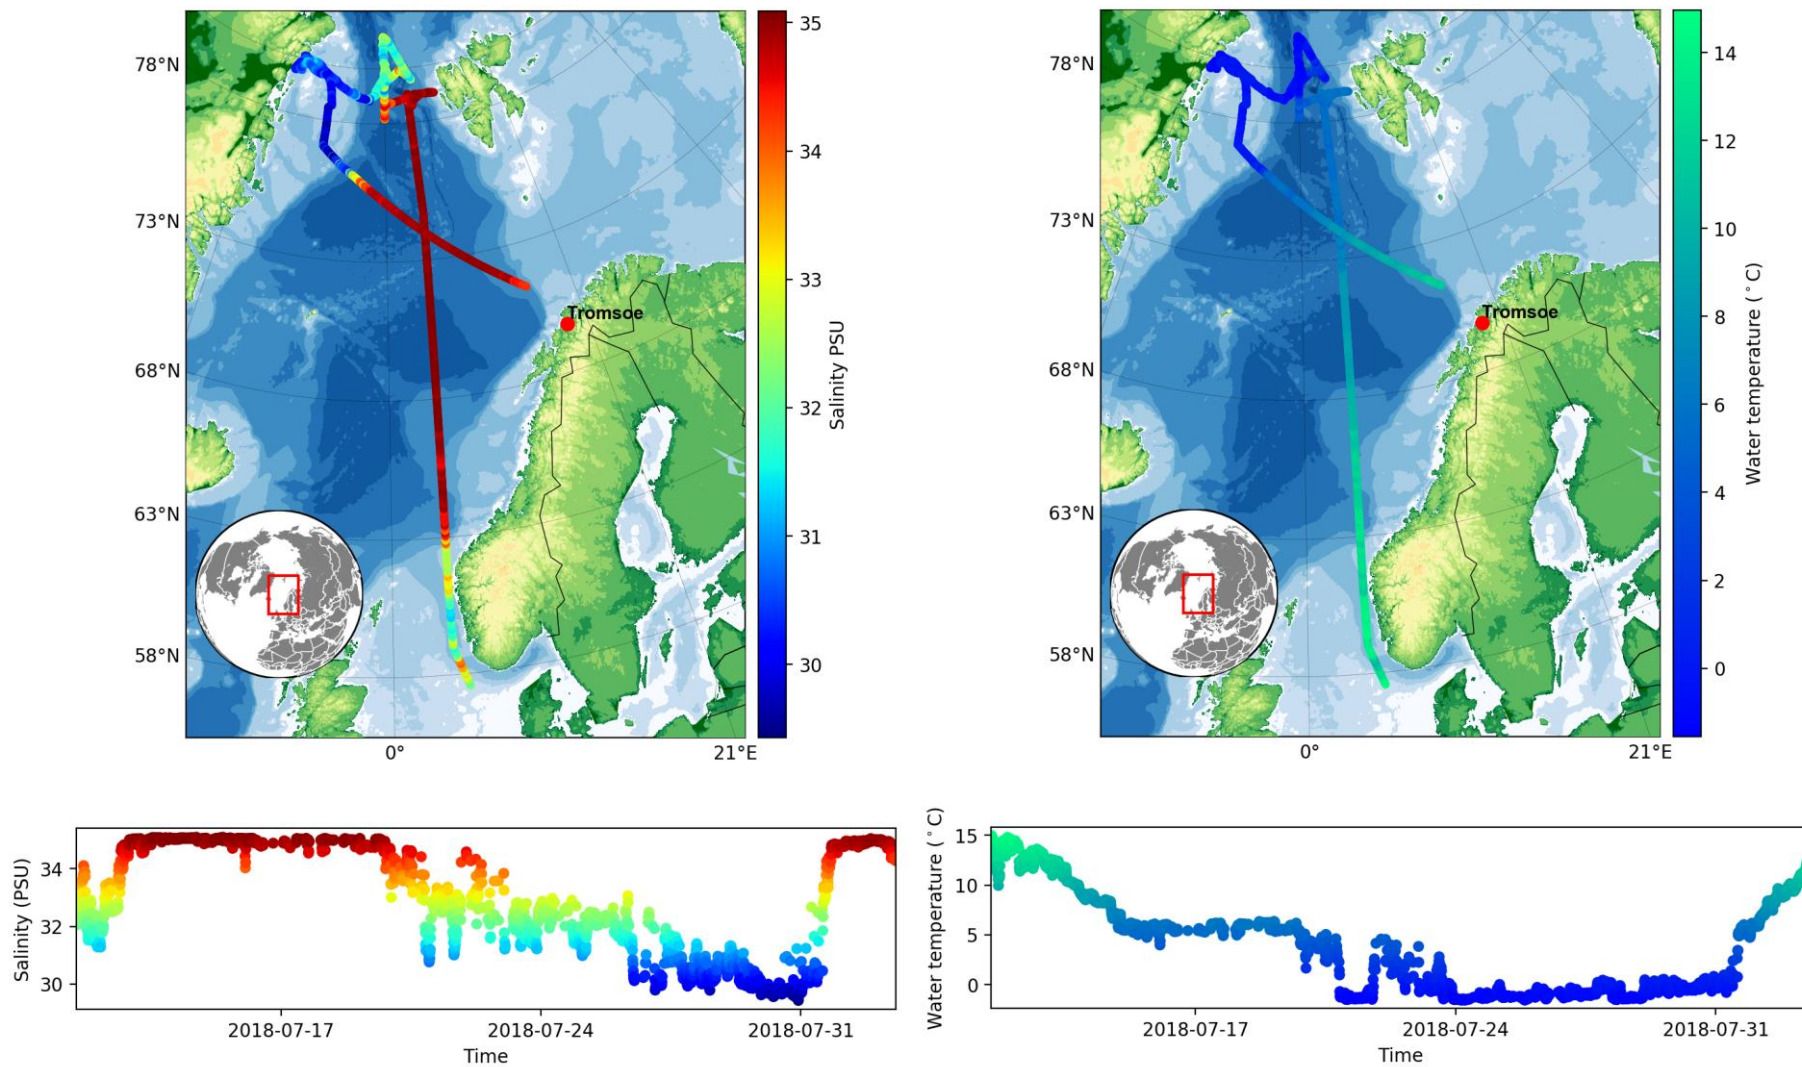 78°N
73°N
68°N
63°N
58°N
0°
21°E
Tromsoe
35
34
33
32
31
30
Salinity PSU
78°N
73°N
68°N
63°N
58°N
0°
21°E
Tromsoe
14
12
10
8
6
4
2
0
Water temperature (°C)
Salinity (PSU)
34
32
30
2018-07-17
2018-07-24
2018-07-31
Time
Water temperature (°C)
15
10
5
0
2018-07-17
2018-07-24
2018-07-31
Time